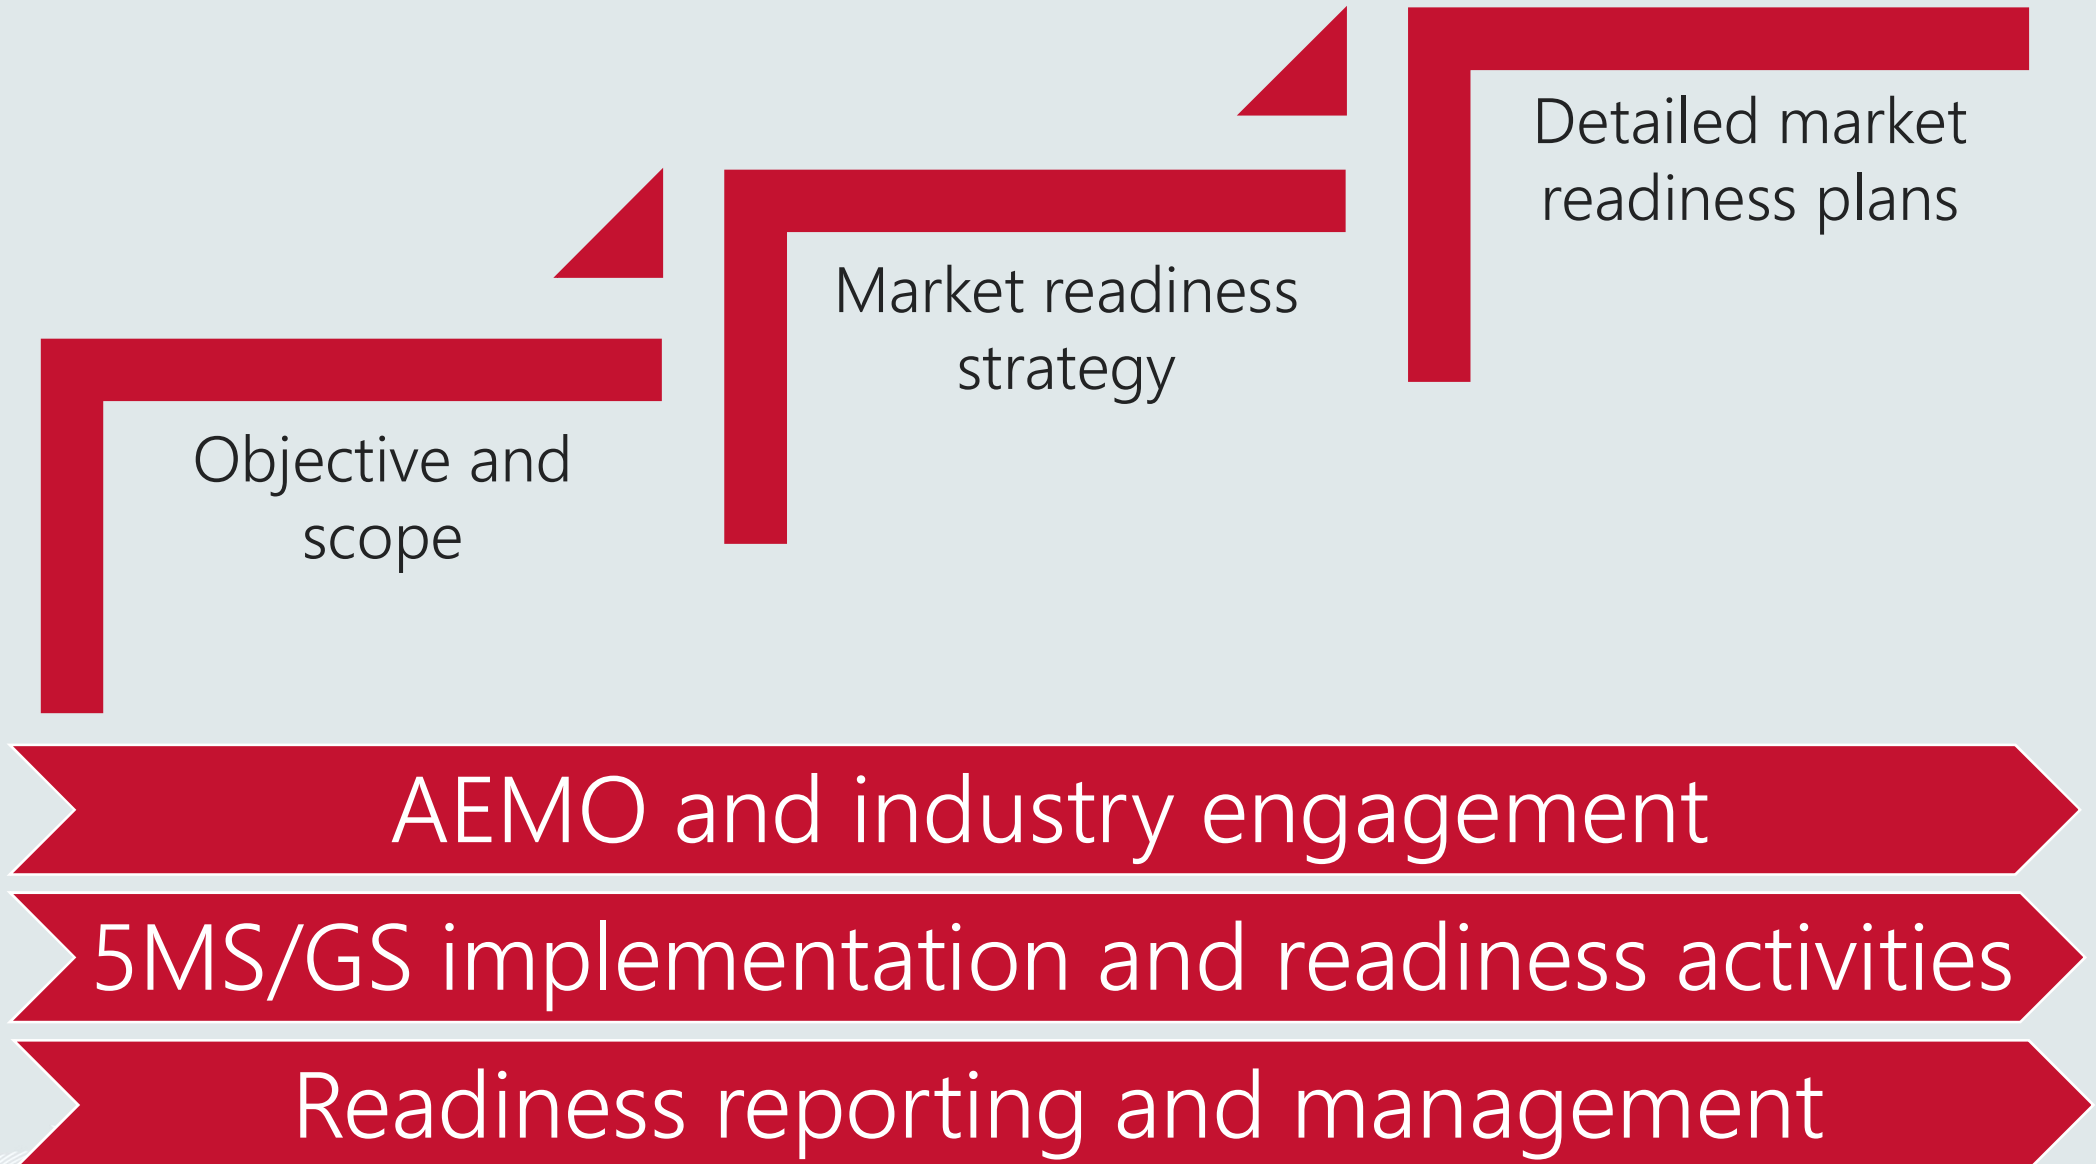 Detailed market
readiness plans
Market readiness
strategy
Objective and
scope
AEMO and industry engagement
5MS/GS implementation and readiness activities
Readiness reporting and management